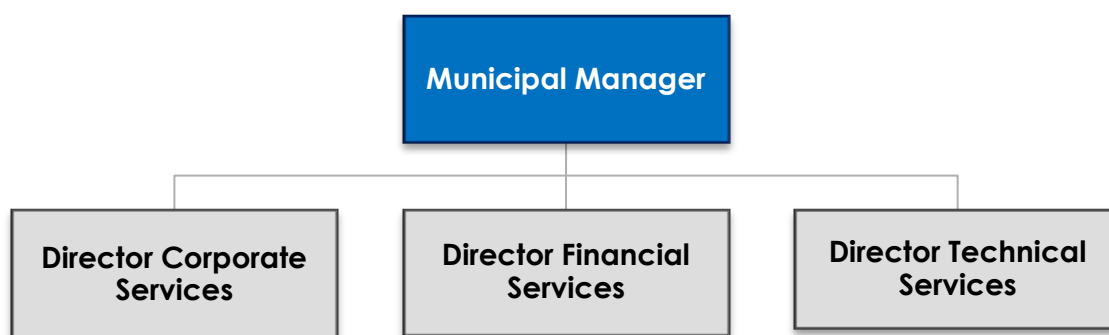 Municipal Manager
Director Corporate
Services
Director Financial
Services
Director Technical
Services